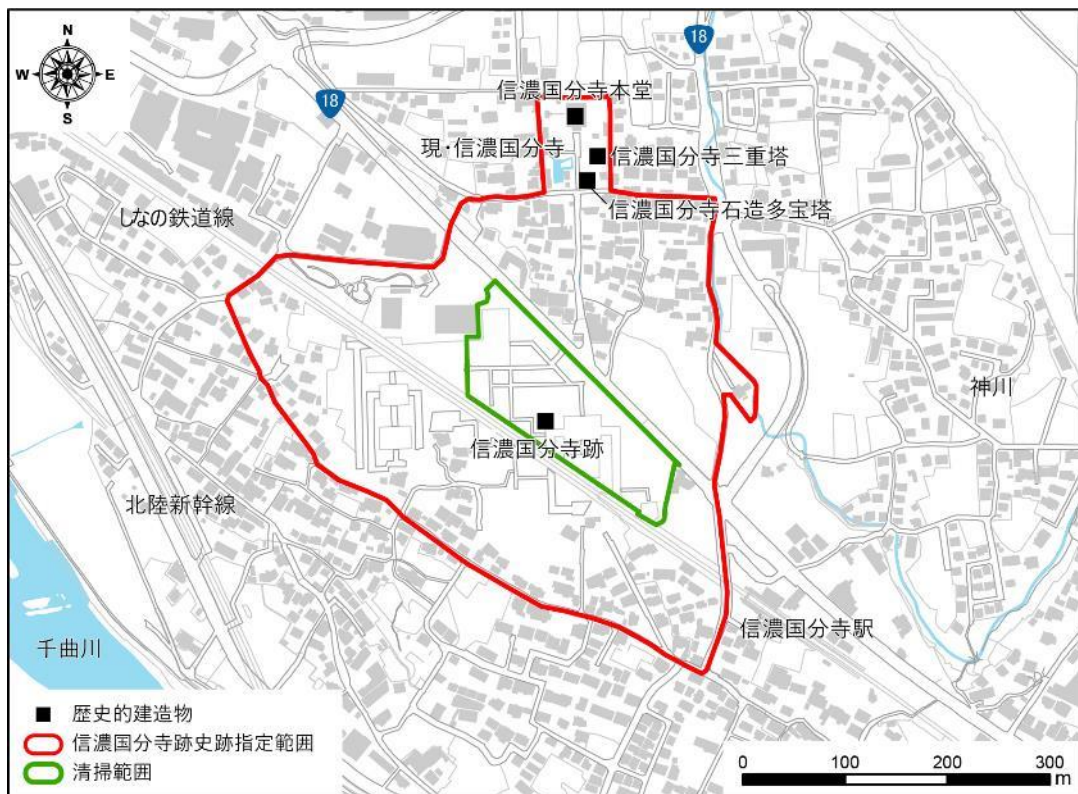 N
W E
S
18
18
信濃国分寺本堂
現・信濃国分寺
信濃国分寺三重塔
信濃国分寺石造多宝塔
しなの鉄道線
神川
信濃国分寺跡
北陸新幹線
信濃国分寺駅
千曲川
歴史的建造物
信濃国分寺跡史跡指定範囲
清掃範囲
0 100 200 300
m